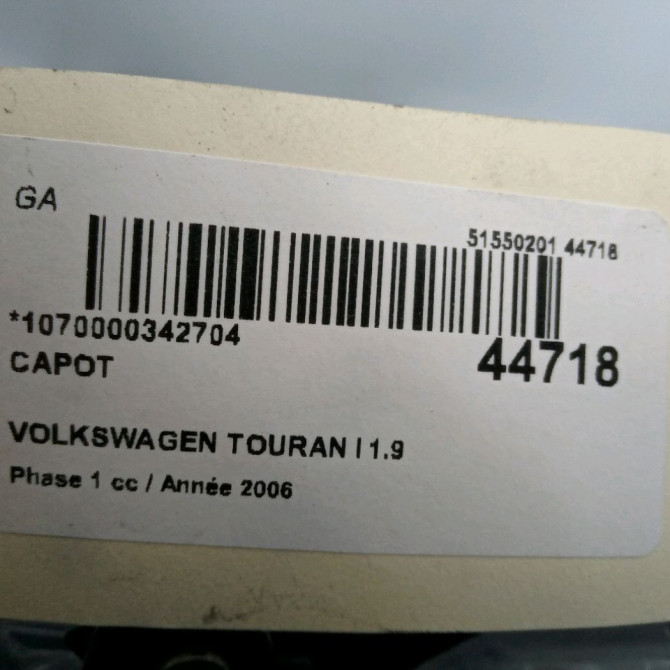 GA
51550201 44718
*1070000342704
44718
CAPOT
VOLKSWAGEN TOURAN I 1.9
Phase 1 cc / Année 2006